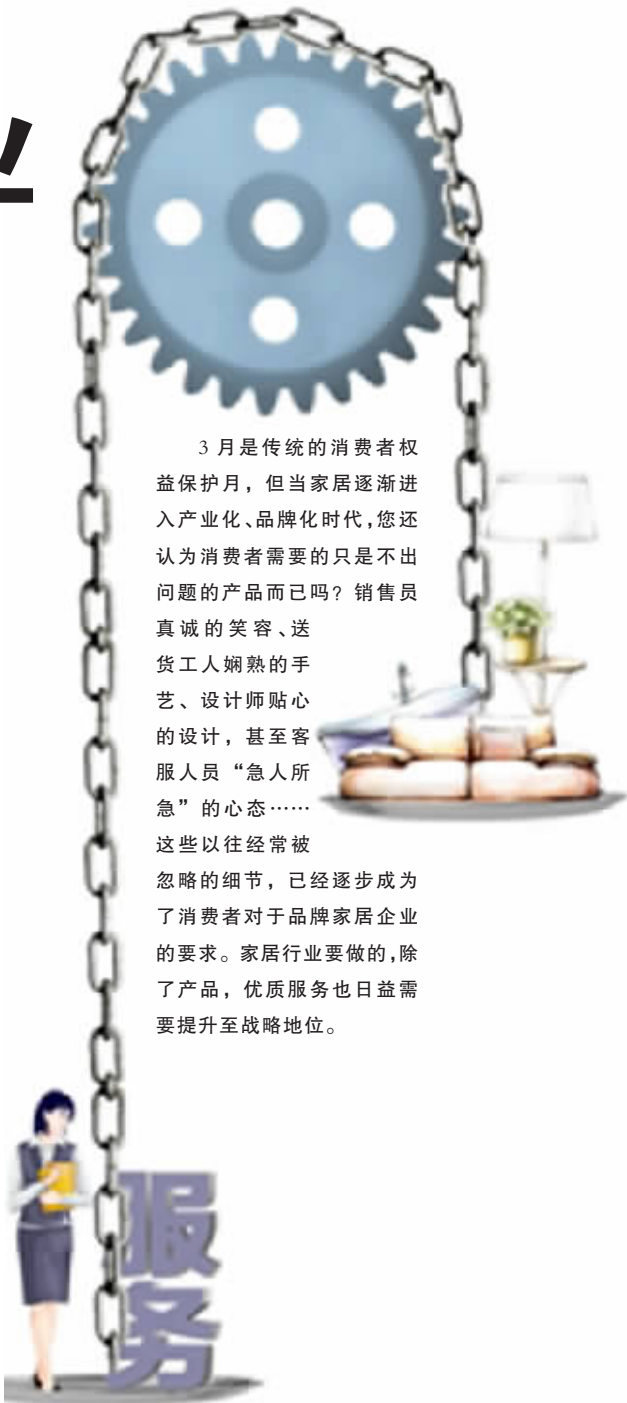 3 月是传统的消费者权
益保护月，但当家居逐渐进
入产业化、品牌化时代，您还
认为消费者需要的只是不出
问题的产品而已吗？销售员
真诚的笑容、送
货工人娴熟的手
艺、设计师贴心
的设计，甚至客
服人员“急人所
急”的心态……
这些以往经常被
忽略的细节，已经逐步成为
了消费者对于品牌家居企业
的要求。家居行业要做的，除
了产品，优质服务也日益需
要提升至战略地位。
服
务